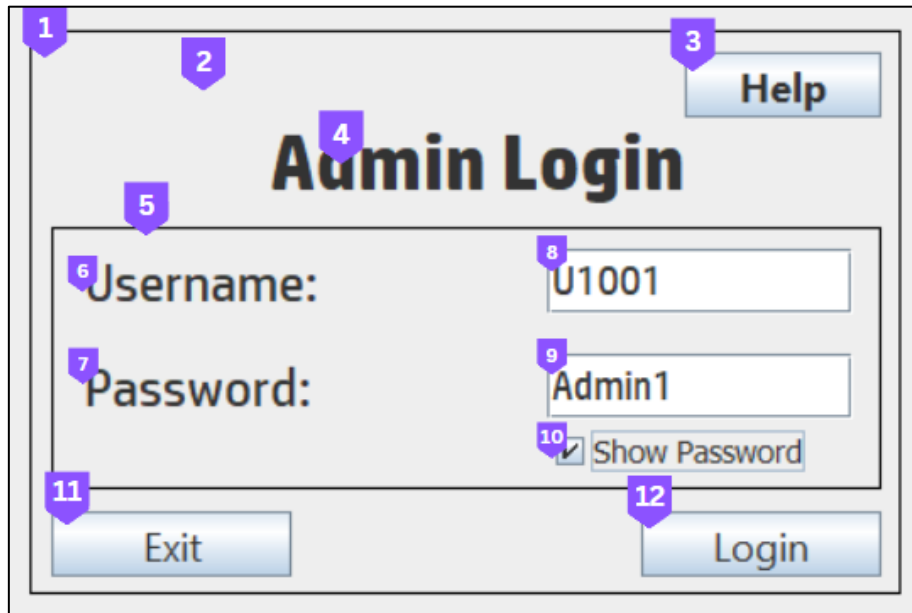 1
2
3
Help
4
Admin Login
5
6
Username:
8
U1001
7
Password:
9
Admin1
10
Show Password
11
Exit
12
Login